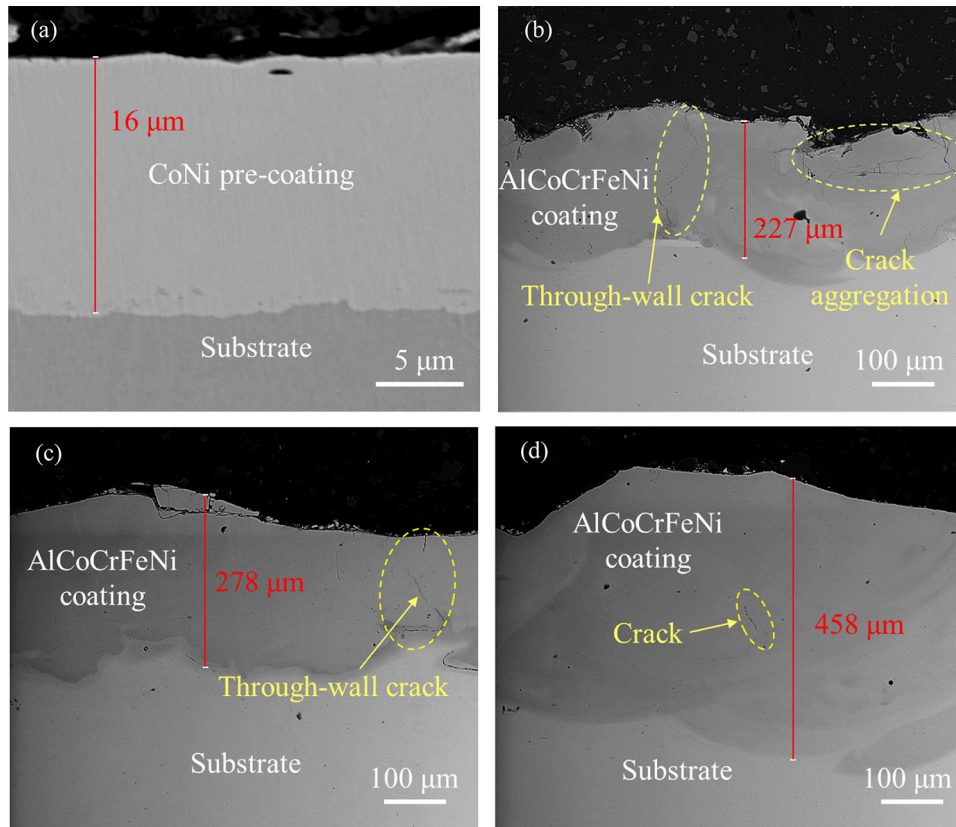 (a)
16 μm
CoNi pre-coating
Substrate
5 μm
(b)
AlCoCrFeNi
coating
227 μm
Through-wall crack
Crack
aggregation
Substrate
100 μm
(c)
AlCoCrFeNi
coating
278 μm
Through-wall crack
Substrate
100 μm
(d)
AlCoCrFeNi
coating
Crack
458 μm
Substrate
100 μm